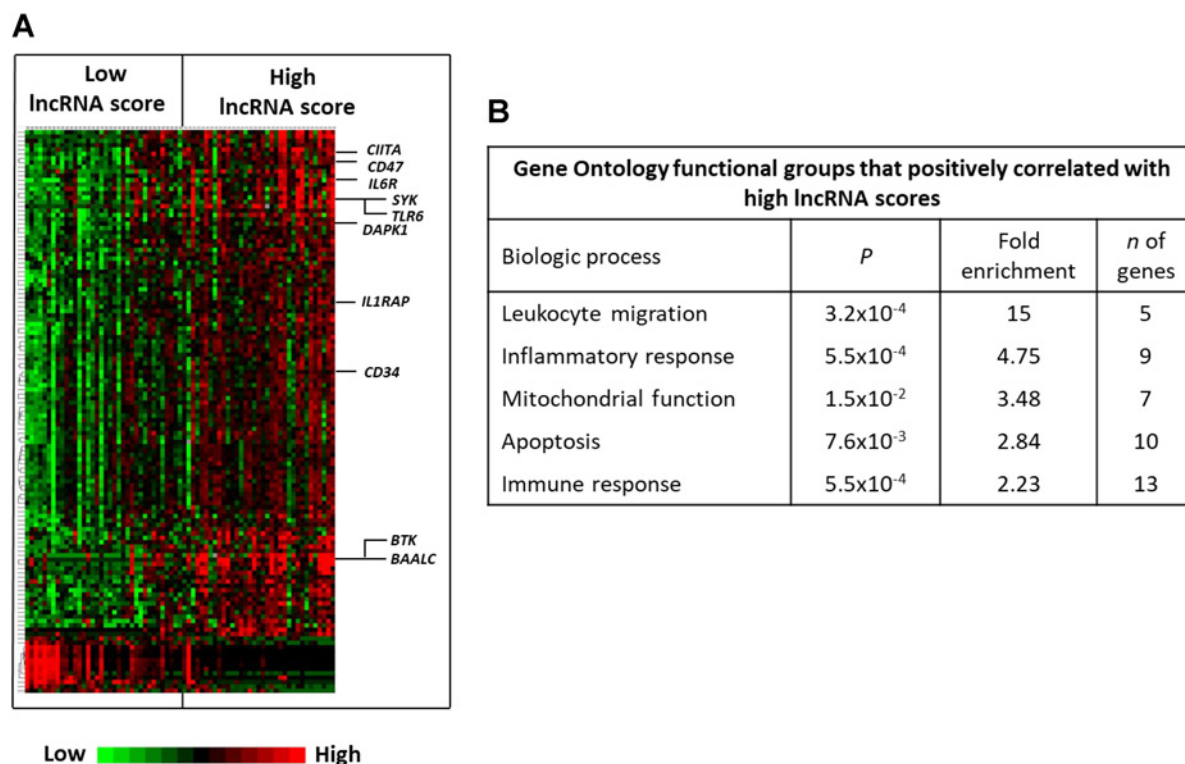 A
Low
lncRNA score
High
lncRNA score
CIITA
CD47
IL6R
SYK
TLR6
DAPK1
IL1RAP
CD34
BTK
BAALC
Low
High
B
Gene Ontology functional groups that positively correlated with
high lncRNA scores
Biologic process P Fold enrichment n of genes
Leukocyte migration 3.2x10⁻⁴ 15 5
Inflammatory response 5.5x10⁻⁴ 4.75 9
Mitochondrial function 1.5x10⁻² 3.48 7
Apoptosis 7.6x10⁻³ 2.84 10
Immune response 5.5x10⁻⁴ 2.23 13